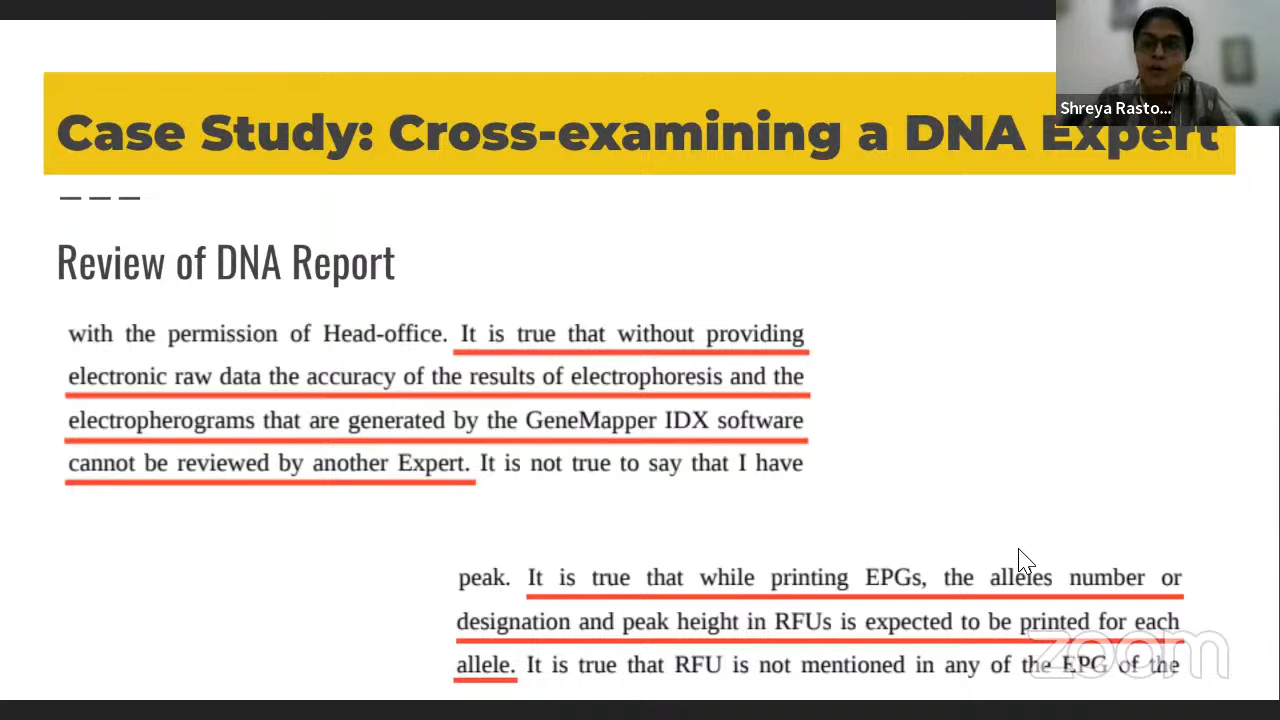 Shreya Rasto...
Case Study: Cross-examining a DNA Expert
Review of DNA Report
with the permission of Head-office. It is true that without providing
electronic raw data the accuracy of the results of electrophoresis and the
electropherograms that are generated by the GeneMapper IDX software
cannot be reviewed by another Expert. It is not true to say that I have
peak. It is true that while printing EPGs, the alleles number or
designation and peak height in RFUs is expected to be printed for each
allele. It is true that RFU is not mentioned in any of the EPG of the
zoom